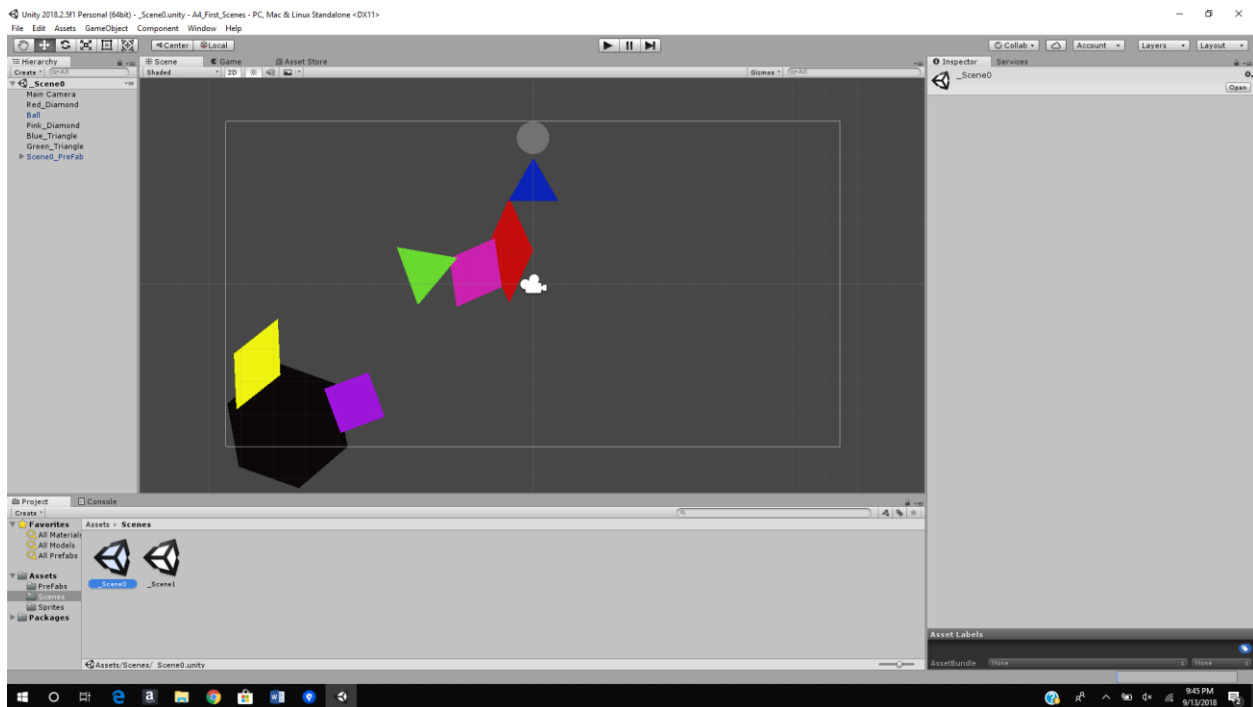 Unity 2018.2.5f1 Personal (64bit) - _Scene0.unity - A4_First_Scenes - PC, Mac & Linux Standalone <DX11>
File Edit Assets GameObject Component Window Help
Center Local Collab Account Layers Layout
Hierarchy Scene Game Asset Store Inspector Services
Create All Shaded 2D Gizmos All
_Scene0 _Scene0
Open
Main Camera
Red_Diamond
Ball
Pink_Diamond
Blue_Triangle
Green_Triangle
Scene0_PreFab
Project Console
Create
Favorites Assets Scenes
All Materials
All Models
All Prefabs
Assets
PreFabs _Scene0 _Scene1
Scenes
Sprites
Packages
Asset Labels
Assets/Scenes/_Scene0.unity AssetBundle None None
9:45 PM
9/13/2018